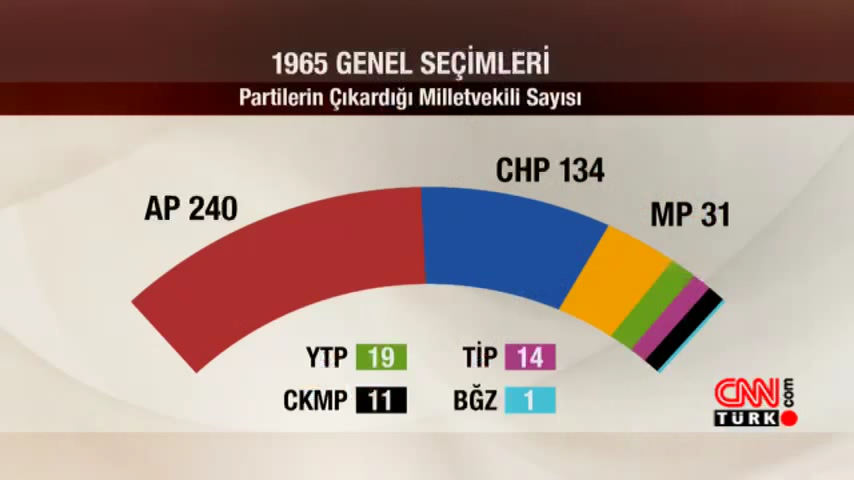 1965 GENEL SEÇİMLERİ
Partilerin Çıkardığı Milletvekili Sayısı
CHP 134
AP 240
MP 31
YTP 19
TİP 14
CKMP 11
BĞZ 1
CNN
TÜRK
.com